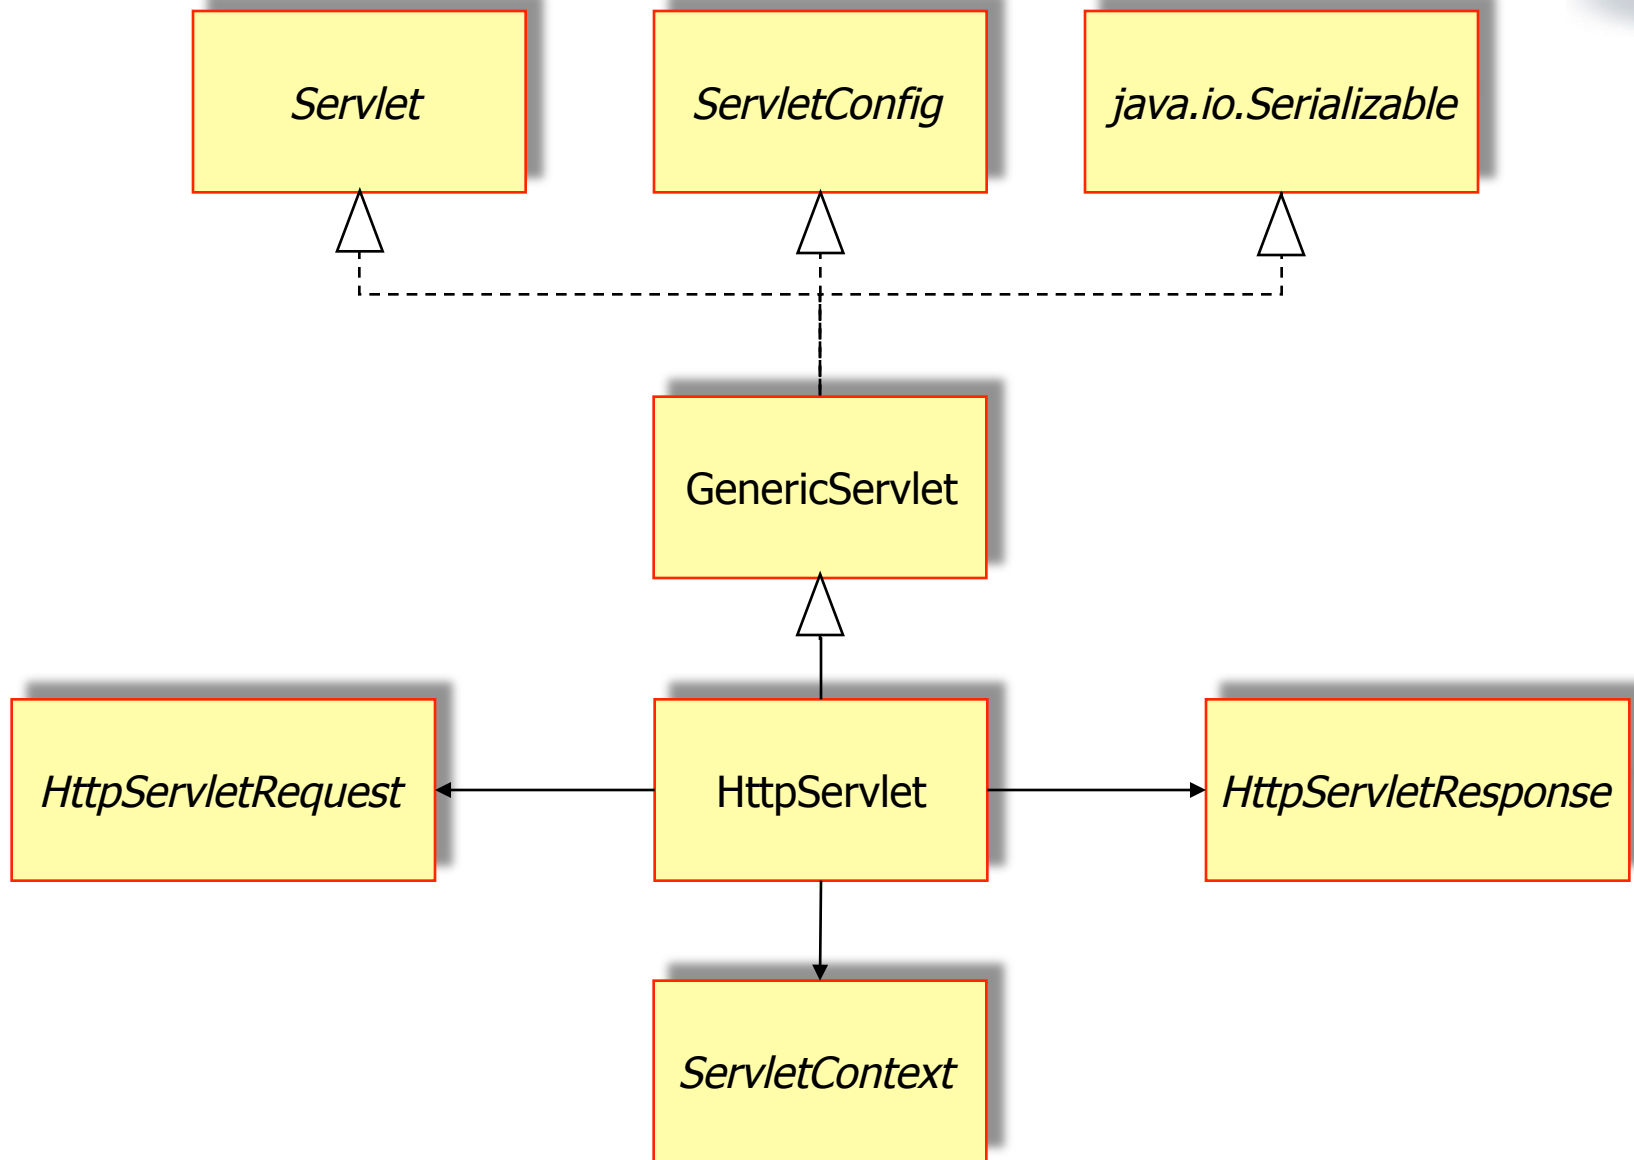 Servlet
ServletConfig
java.io.Serializable
GenericServlet
HttpServletRequest
HttpServlet
HttpServletResponse
ServletContext